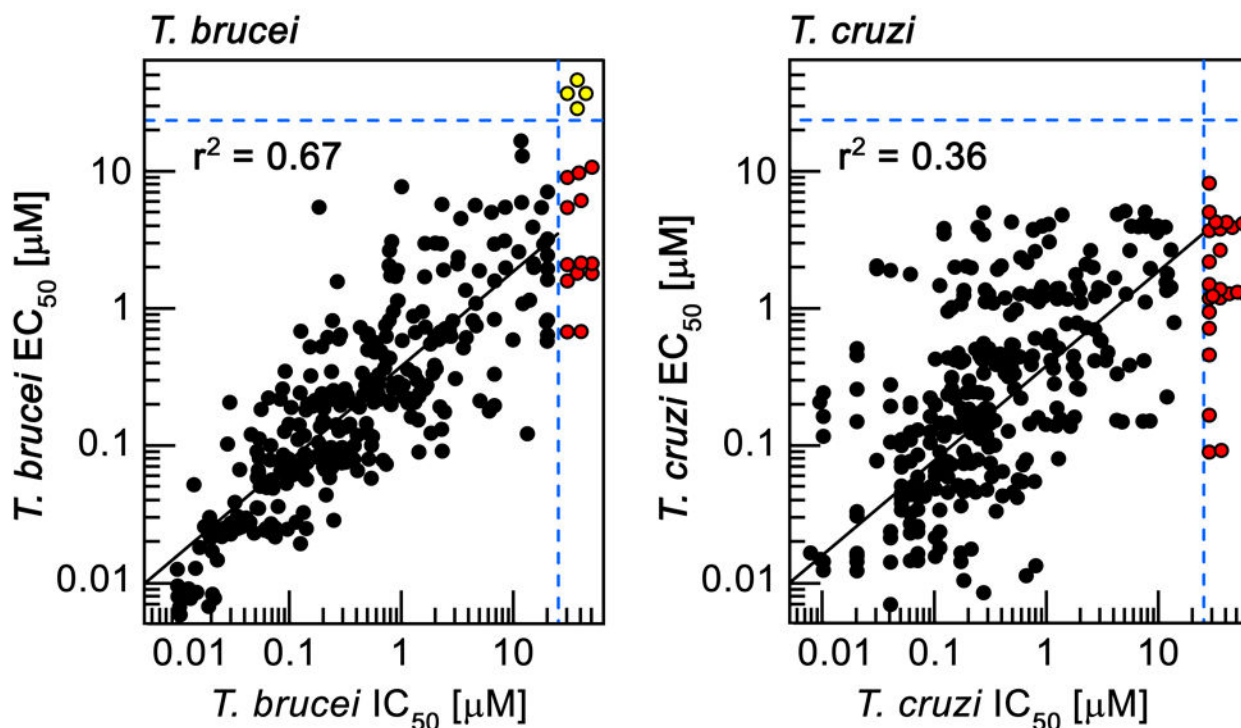 T. brucei
r² = 0.67
10
1
0.1
0.01
T. brucei EC₅₀ [μM]
0.01 0.1 1 10
T. brucei IC₅₀ [μM]
T. cruzi
r² = 0.36
10
1
0.1
0.01
T. cruzi EC₅₀ [μM]
0.01 0.1 1 10
T. cruzi IC₅₀ [μM]